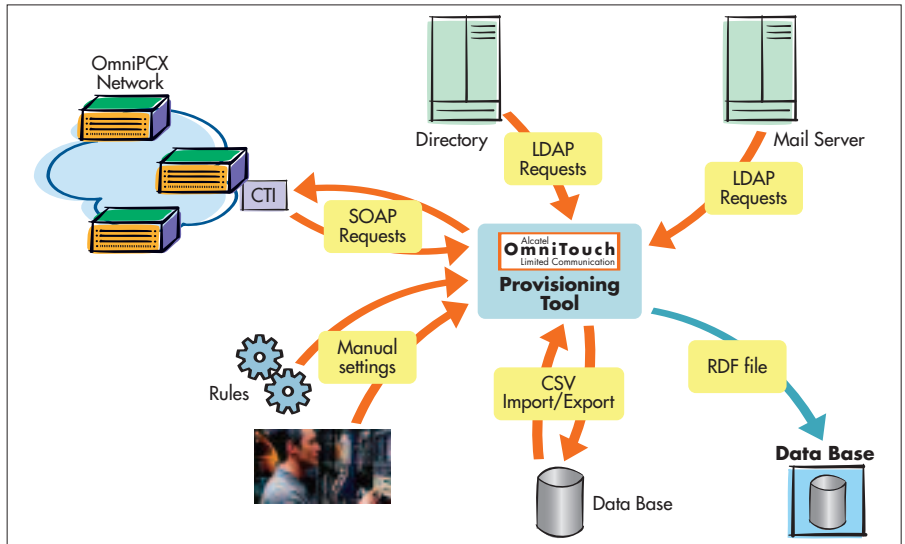 OmniPCX
Network
Directory
Mail Server
LDAP
Requests
LDAP
Requests
CTI
SOAP
Requests
Alcatel
OmniTouch
Limited Communication
Provisioning
Tool
Manual
settings
Rules
CSV
Import/Export
RDF file
Data Base
Data Base